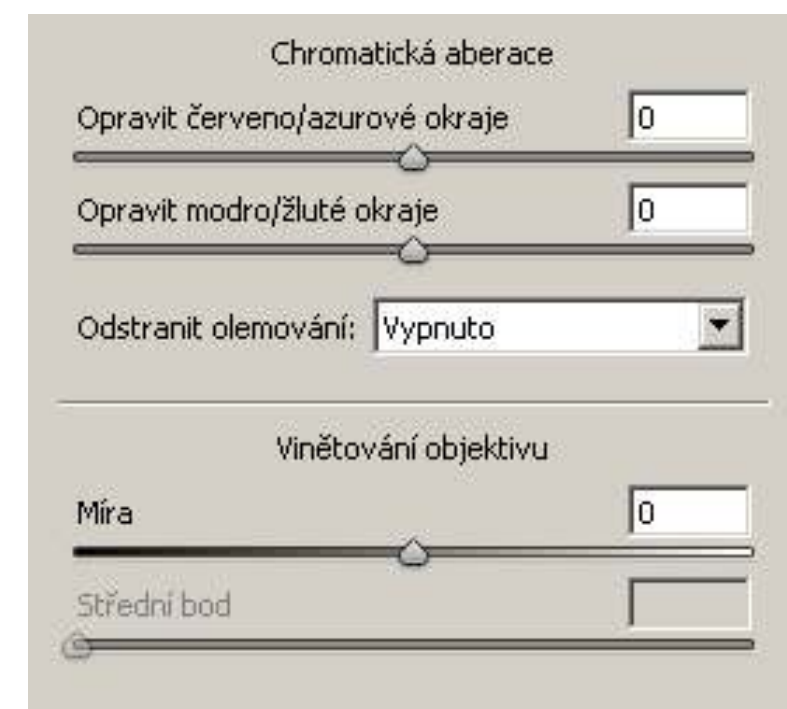 Chromatická aberace
Opravit červeno/azurové okraje 0
Opravit modro/žluté okraje 0
Odstranit olemování: Vypnuto
Vinětování objektivu
Míra 0
Střední bod